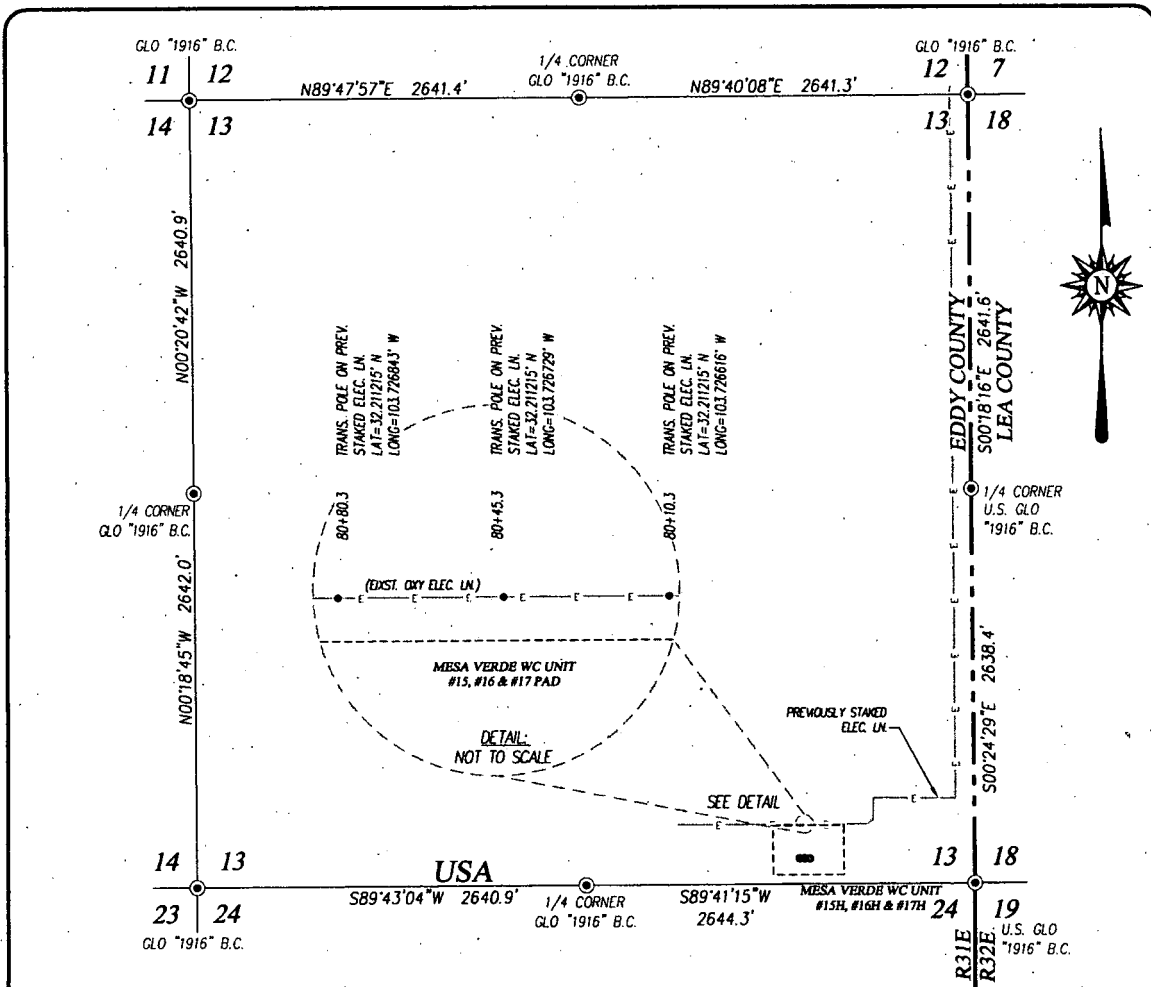 GLO "1916" B.C.
11 12
14 13
N89°47'57"E 2641.4'
1/4 CORNER
GLO "1916" B.C.
N89°40'08"E 2641.3'
GLO "1916" B.C.
12 7
13 18
N
N00°20'42"W 2640.9'
TRANS. POLE ON PREV.
STAKED ELEC. LN.
LAT=32.211215° N
LONG=103.726843° W
TRANS. POLE ON PREV.
STAKED ELEC. LN.
LAT=32.211215° N
LONG=103.726729° W
TRANS. POLE ON PREV.
STAKED ELEC. LN.
LAT=32.211215° N
LONG=103.726616° W
EDDY COUNTY
S00°18'16"E 2641.6'
LEA COUNTY
80+80.3
80+45.3
80+10.3
1/4 CORNER
GLO "1916" B.C.
1/4 CORNER
U.S. GLO
"1916" B.C.
(EIXST. OXY ELEC. LN.)
E E E E E E
MESA VERDE WC UNIT
#15, #16 & #17 PAD
DETAIL:
NOT TO SCALE
N00°18'45"W 2642.0'
S00°24'29"E 2638.4'
PREVIOUSLY STAKED
ELEC. LN.
SEE DETAIL
14 13
23 24
GLO "1916" B.C.
USA
S89°43'04"W 2640.9'
1/4 CORNER
GLO "1916" B.C.
S89°41'15"W
2644.3'
MESA VERDE WC UNIT
#15H, #16H & #17H
13 18
24 19
U.S. GLO
"1916" B.C.
R31E
R32E